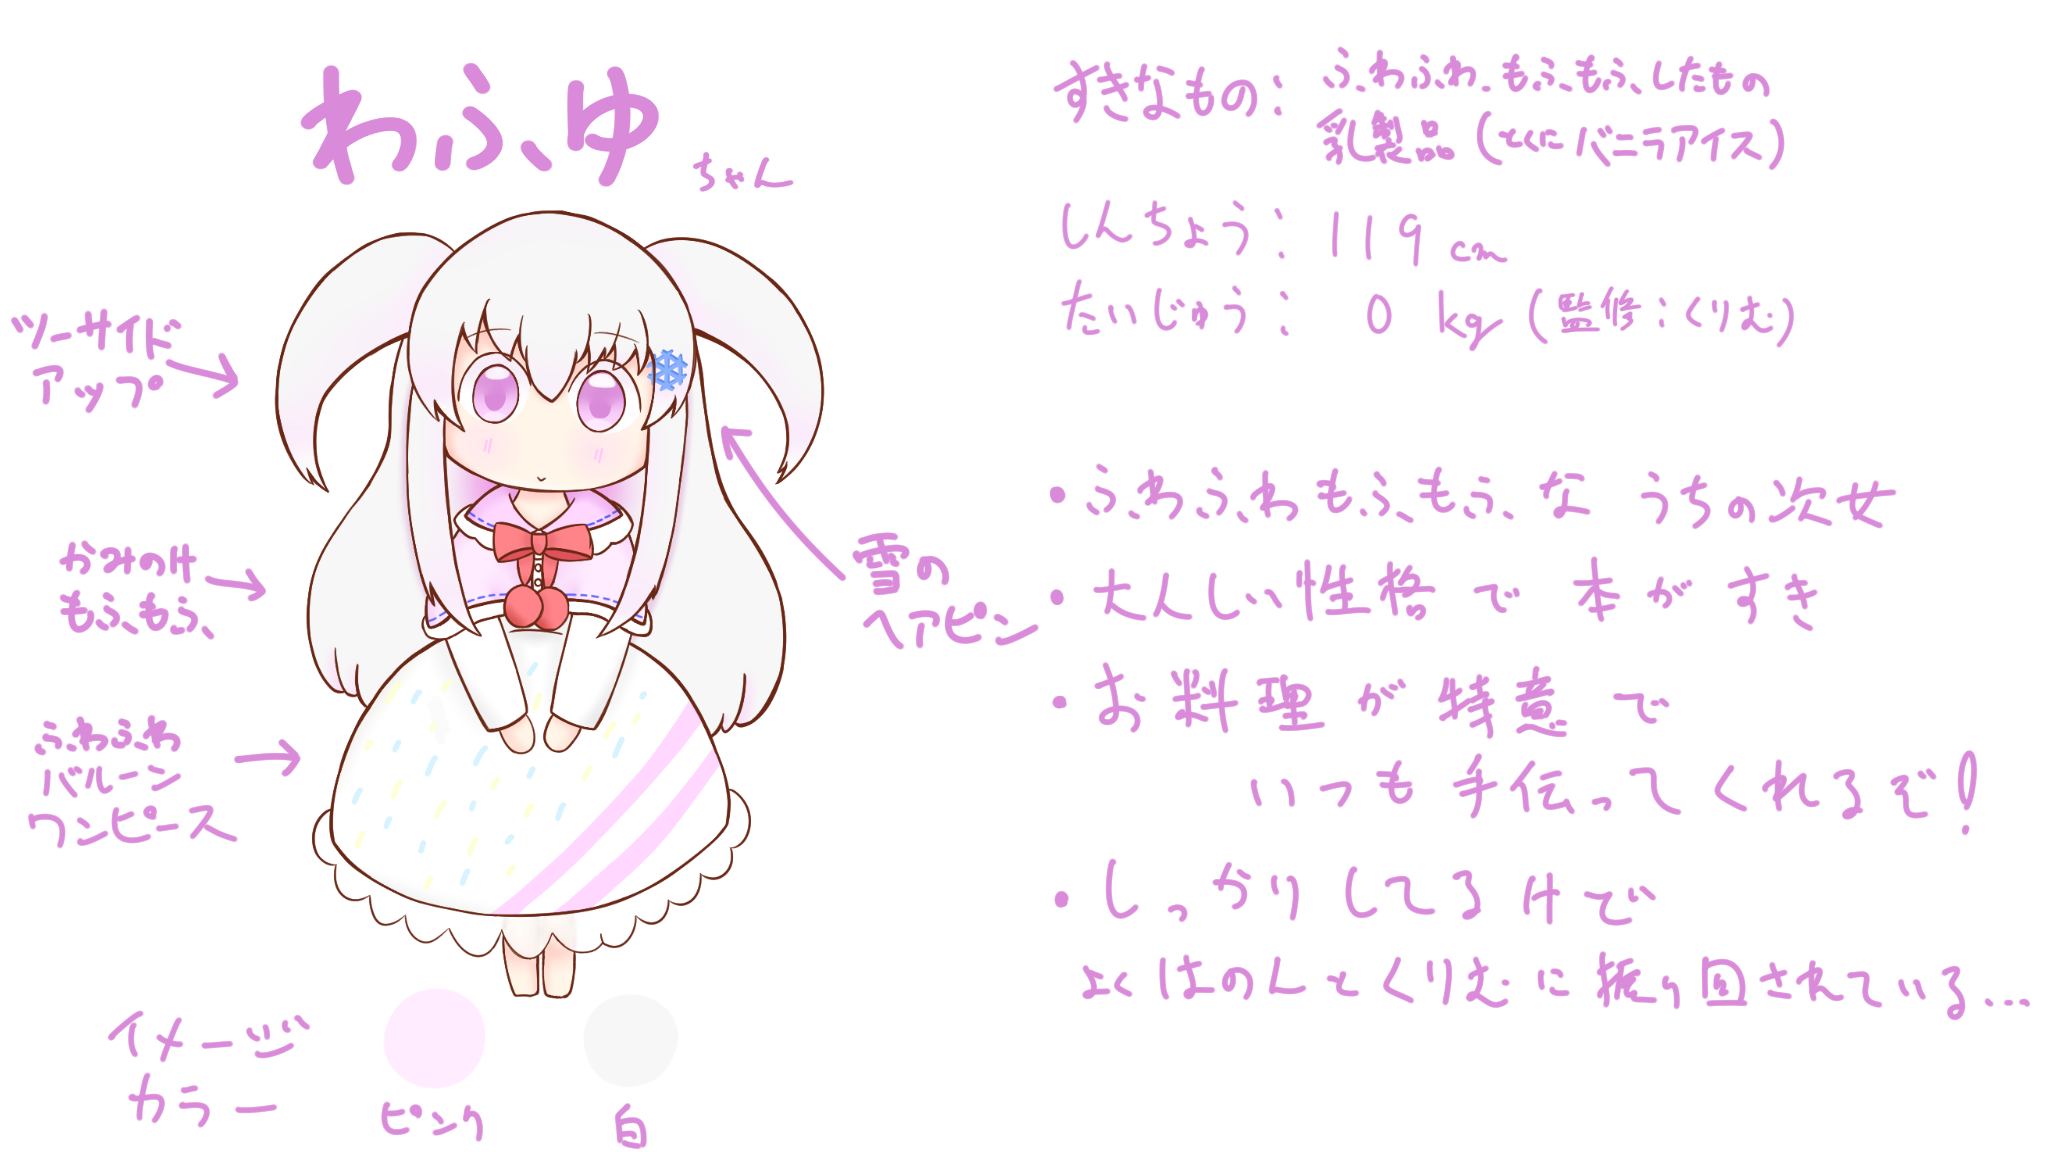 わふゆ
ちゃん
ツーサイド
アップ
かみのけ
もふもふ
ふわふわ
バルーン
ワンピース
雪の
ヘアピン
イメージ
カラー
ピンク
白
すきなもの:
ふわふわ.もふもふしたもの
乳製品(とくにバニラアイス)
しんちょう: 119 cm
たいじゅう: 0 kg (監修:くりむ)
・ふわふわもふもふな うちの次女
・大人しい性格で 本がすき
・お料理が特意で
いつも手伝ってくれるぞ!
・しっかりしてるけで
よくはのんとくりむに振り回されている...